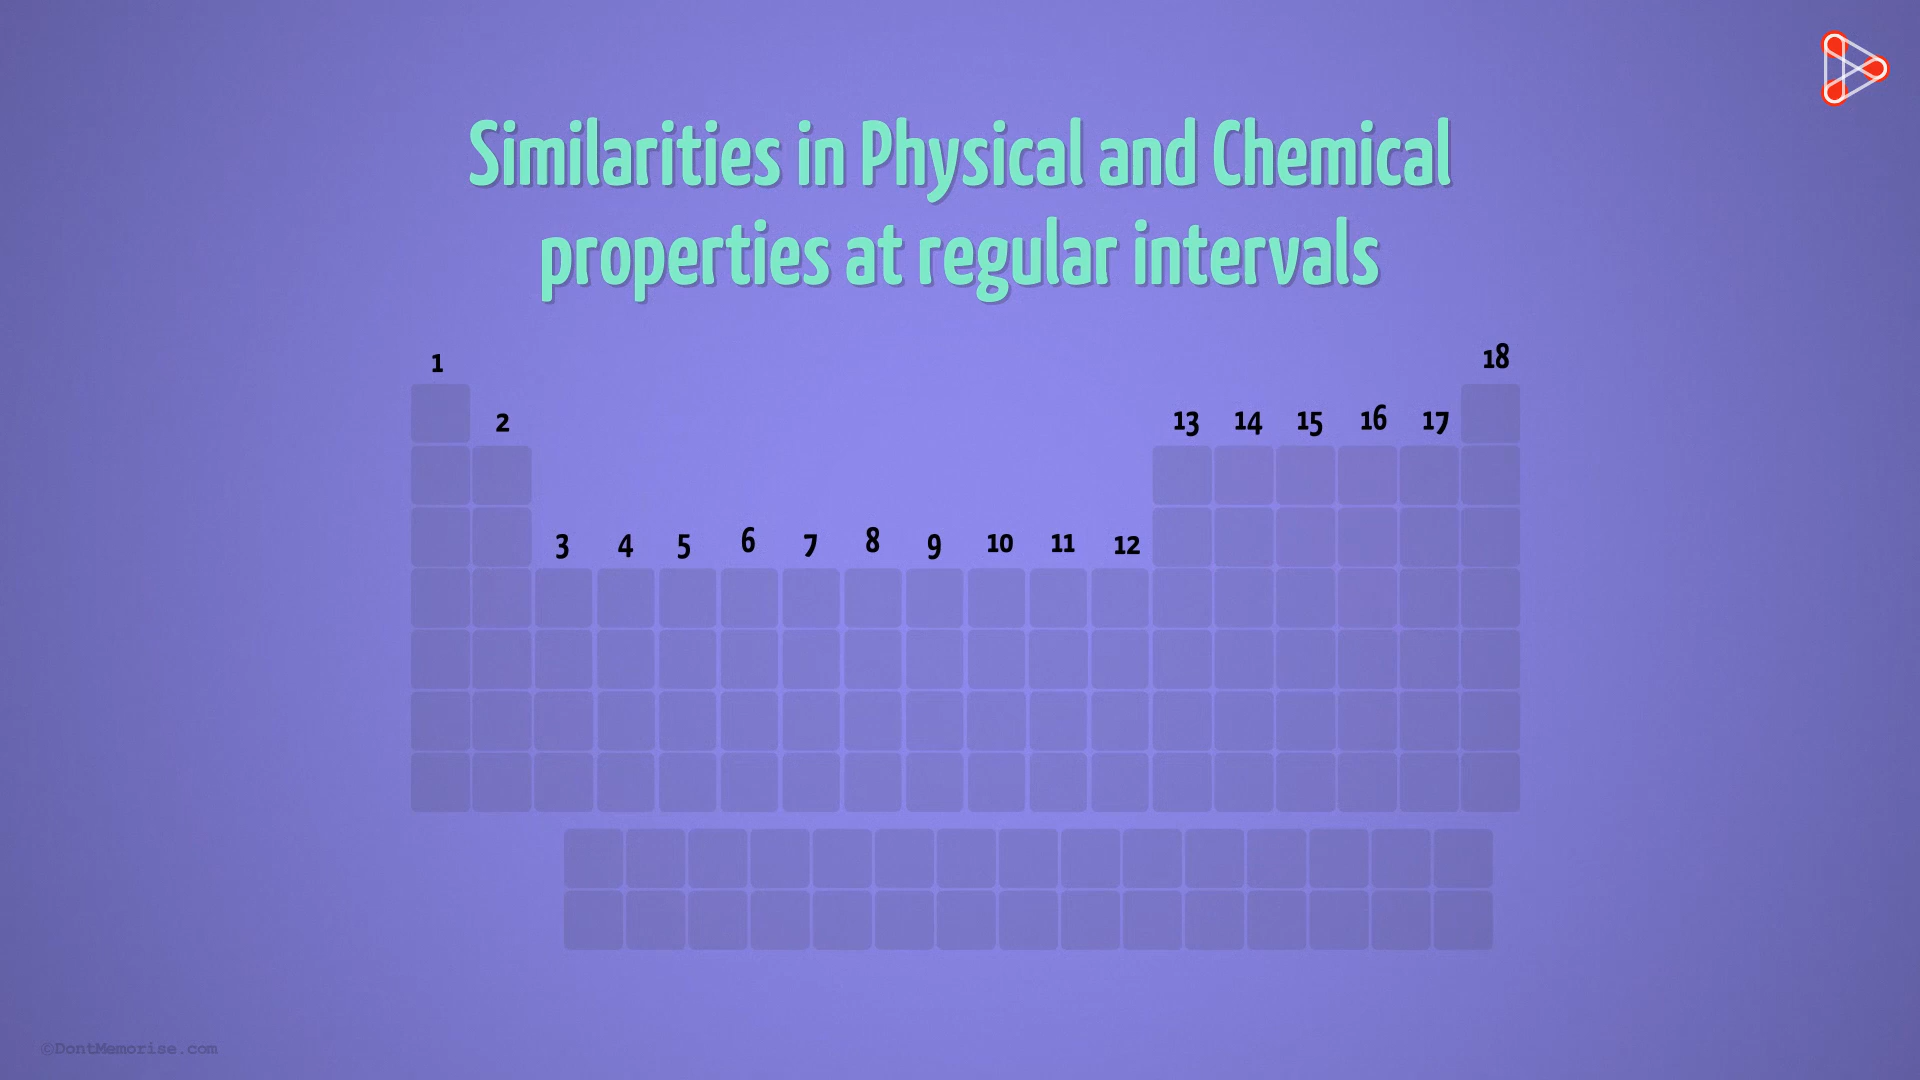 Similarities in Physical and Chemical
properties at regular intervals
1
18
2
13 14 15 16 17
3 4 5 6 7 8 9 10 11 12
©DontMemorise.com